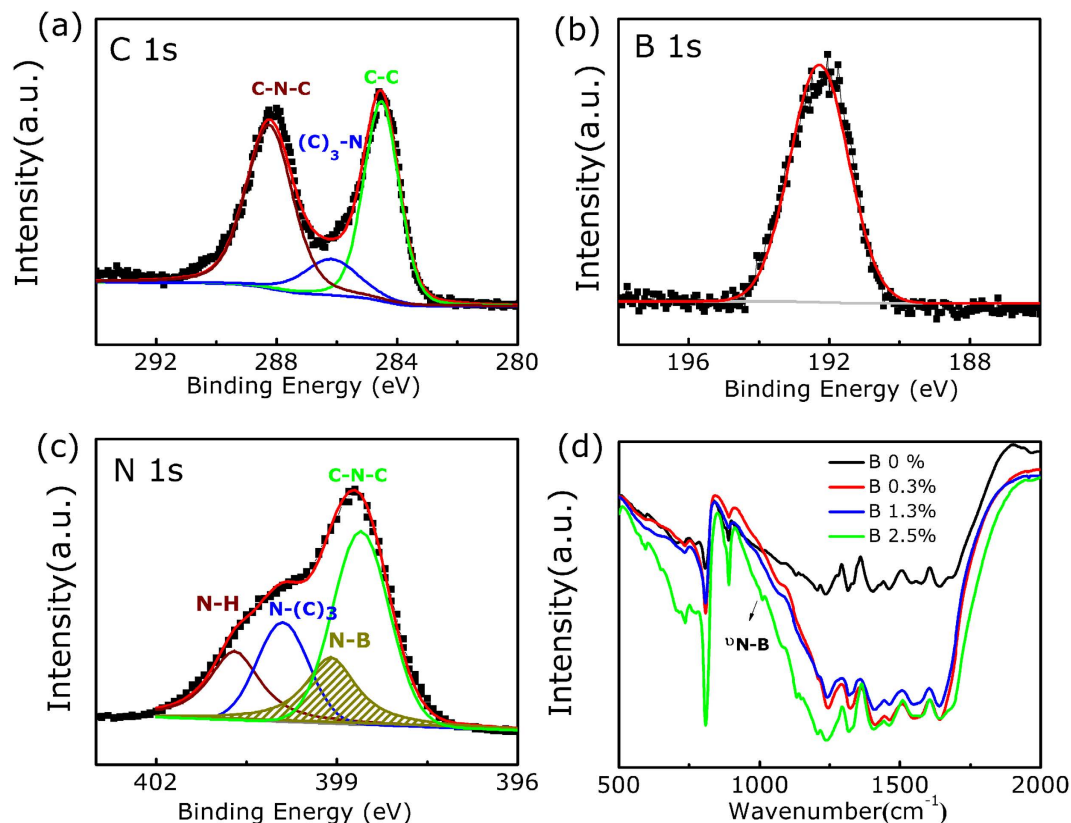 (a)
C 1s
C-N-C
(C)₃-N
C-C
Intensity(a.u.)
292 288 284 280
Binding Energy (eV)
(b)
B 1s
Intensity(a.u.)
196 192 188
Binding Energy (eV)
(c)
N 1s
C-N-C
N-H
N-(C)₃
N-B
Intensity(a.u.)
402 399 396
Binding Energy (eV)
(d)
B 0 %
B 0.3%
B 1.3%
B 2.5%
υN-B
Intensity(a.u.)
500 1000 1500 2000
Wavenumber(cm⁻¹)